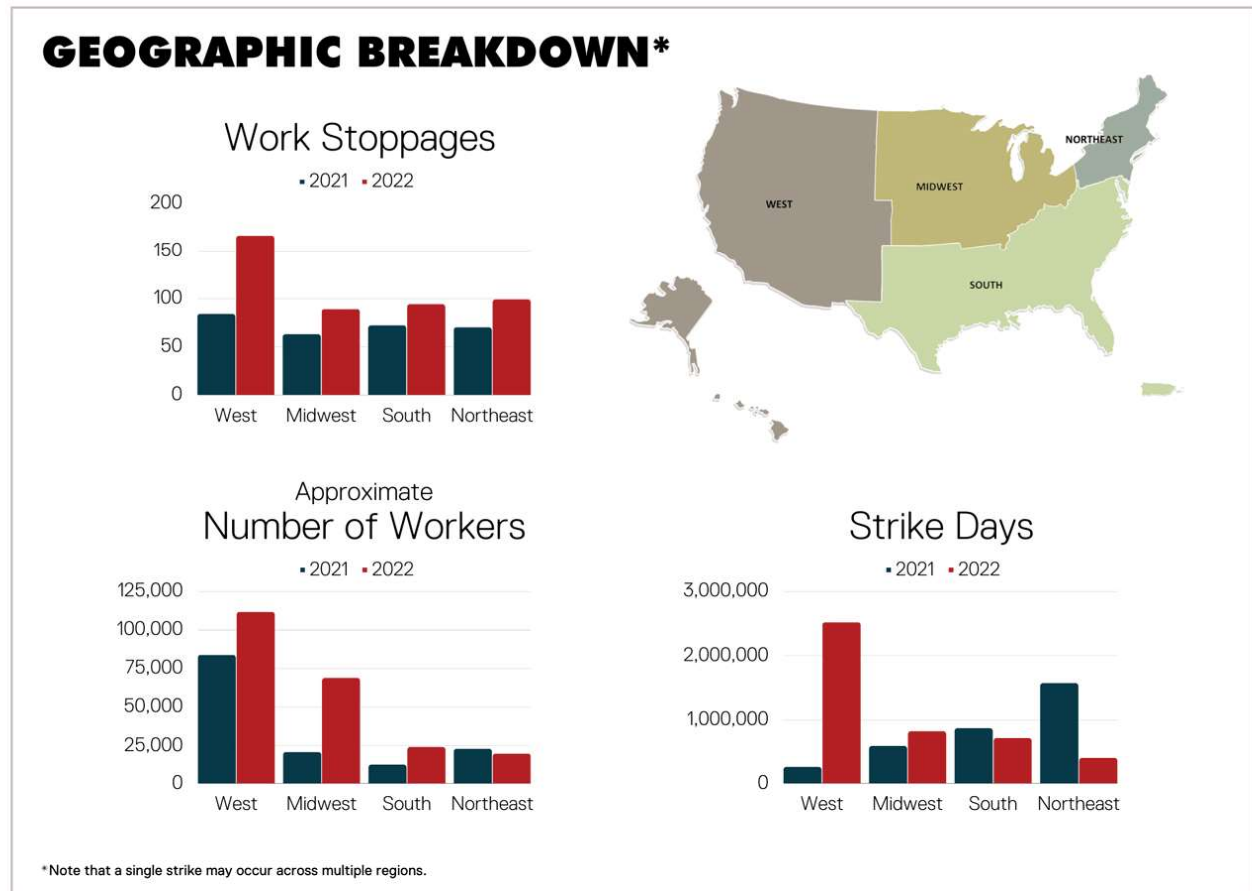 GEOGRAPHIC BREAKDOWN*
Work Stoppages
2021 2022
200
150
100
50
0
West Midwest South Northeast
NORTHEAST
MIDWEST
WEST
SOUTH
Approximate
Number of Workers
2021 2022
125,000
100,000
75,000
50,000
25,000
0
West Midwest South Northeast
Strike Days
2021 2022
3,000,000
2,000,000
1,000,000
0
West Midwest South Northeast
*Note that a single strike may occur across multiple regions.